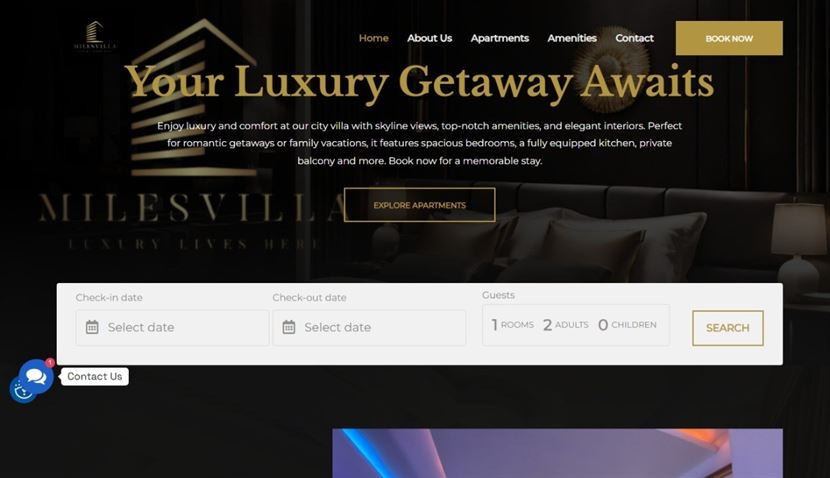 MILESVILLA
Home
About Us
Apartments
Amenities
Contact
BOOK NOW
Your Luxury Getaway Awaits
Enjoy luxury and comfort at our city villa with skyline views, top-notch amenities, and elegant interiors. Perfect
for romantic getaways or family vacations, it features spacious bedrooms, a fully equipped kitchen, private
balcony and more. Book now for a memorable stay.
EXPLORE APARTMENTS
MILESVILLA
LUXURY LIVES HERE
Check-in date
Check-out date
Guests
Select date
Select date
1 ROOMS 2 ADULTS 0 CHILDREN
SEARCH
1
Contact Us